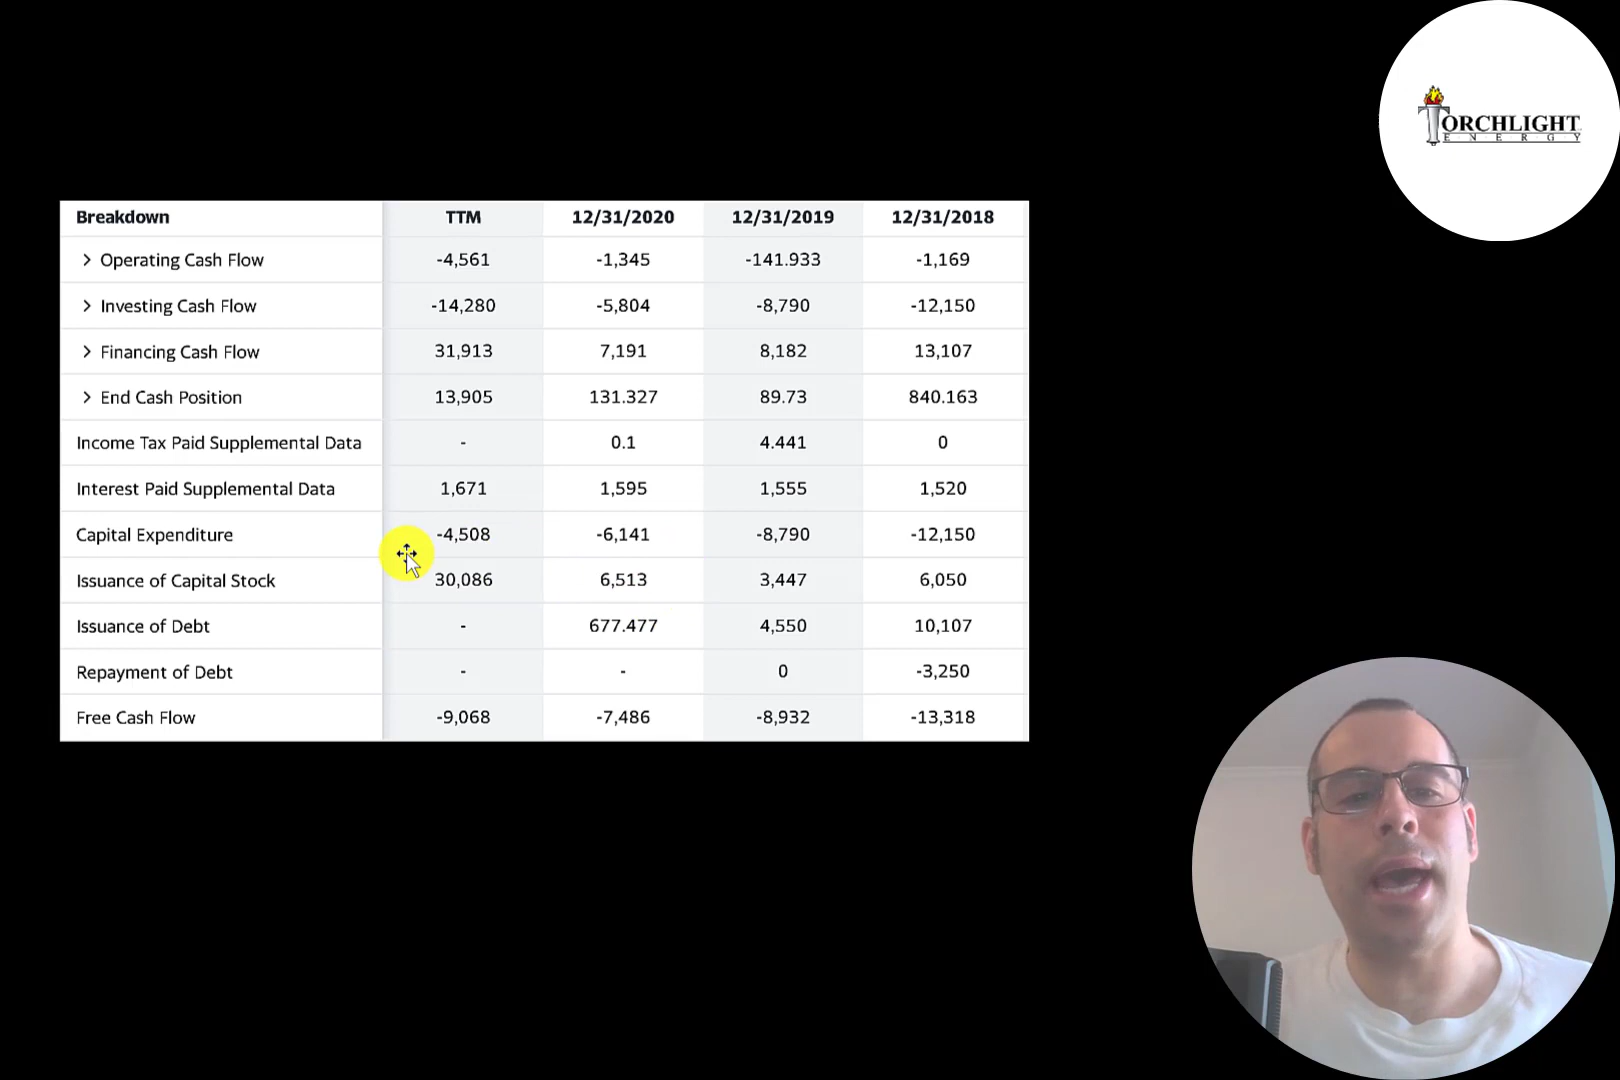 TORCHLIGHT
ENERGY
Breakdown TTM 12/31/2020 12/31/2019 12/31/2018
Operating Cash Flow -4,561 -1,345 -141.933 -1,169
Investing Cash Flow -14,280 -5,804 -8,790 -12,150
Financing Cash Flow 31,913 7,191 8,182 13,107
End Cash Position 13,905 131.327 89.73 840.163
Income Tax Paid Supplemental Data - 0.1 4.441 0
Interest Paid Supplemental Data 1,671 1,595 1,555 1,520
Capital Expenditure -4,508 -6,141 -8,790 -12,150
Issuance of Capital Stock 30,086 6,513 3,447 6,050
Issuance of Debt - 677.477 4,550 10,107
Repayment of Debt - - 0 -3,250
Free Cash Flow -9,068 -7,486 -8,932 -13,318